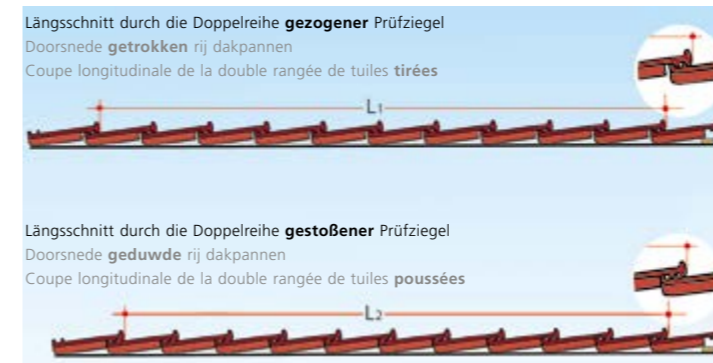 Längsschnitt durch die Doppelreihe gezogener Prüfziegel
Doorsnede getrokken rij dakpannen
Coupe longitudinale de la double rangée de tuiles tirées
L1
Längsschnitt durch die Doppelreihe gestoßener Prüfziegel
Doorsnede geduwde rij dakpannen
Coupe longitudinale de la double rangée de tuiles poussées
L2